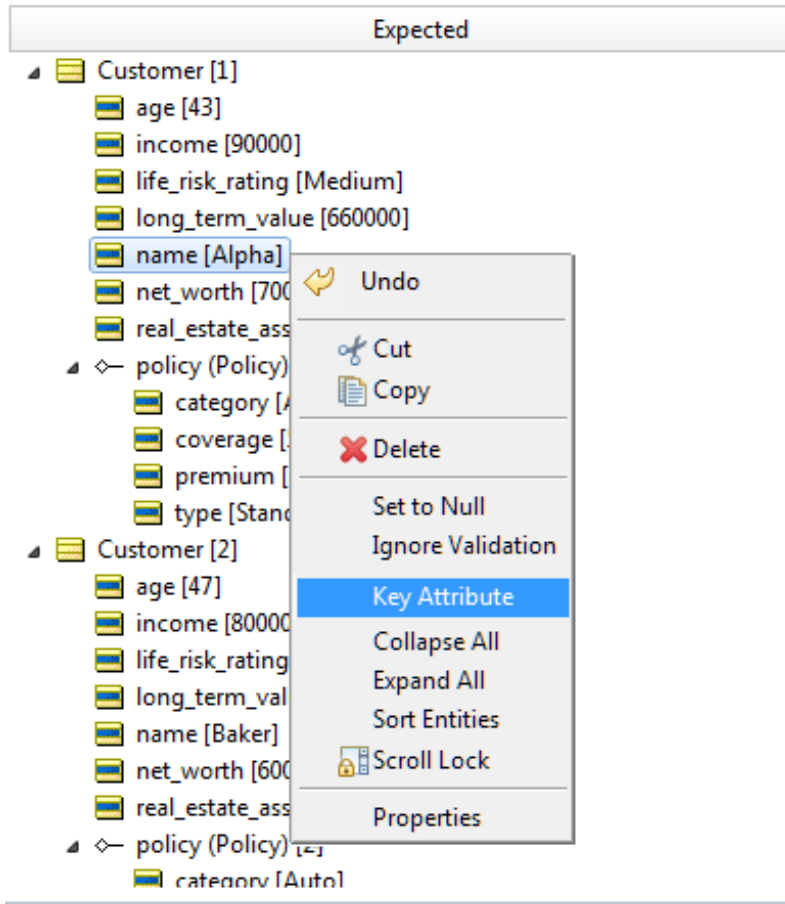 Expected
Customer [1]
age [43]
income [90000]
life_risk_rating [Medium]
long_term_value [660000]
name [Alpha]
net_worth [700
real_estate_ass
policy (Policy)
category [A
coverage [
premium [
type [Stand
Customer [2]
age [47]
income [80000
life_risk_rating
long_term_val
name [Baker]
net_worth [600
real_estate_ass
policy (Policy) [2]
category [Auto]
Undo
Cut
Copy
Delete
Set to Null
Ignore Validation
Key Attribute
Collapse All
Expand All
Sort Entities
Scroll Lock
Properties